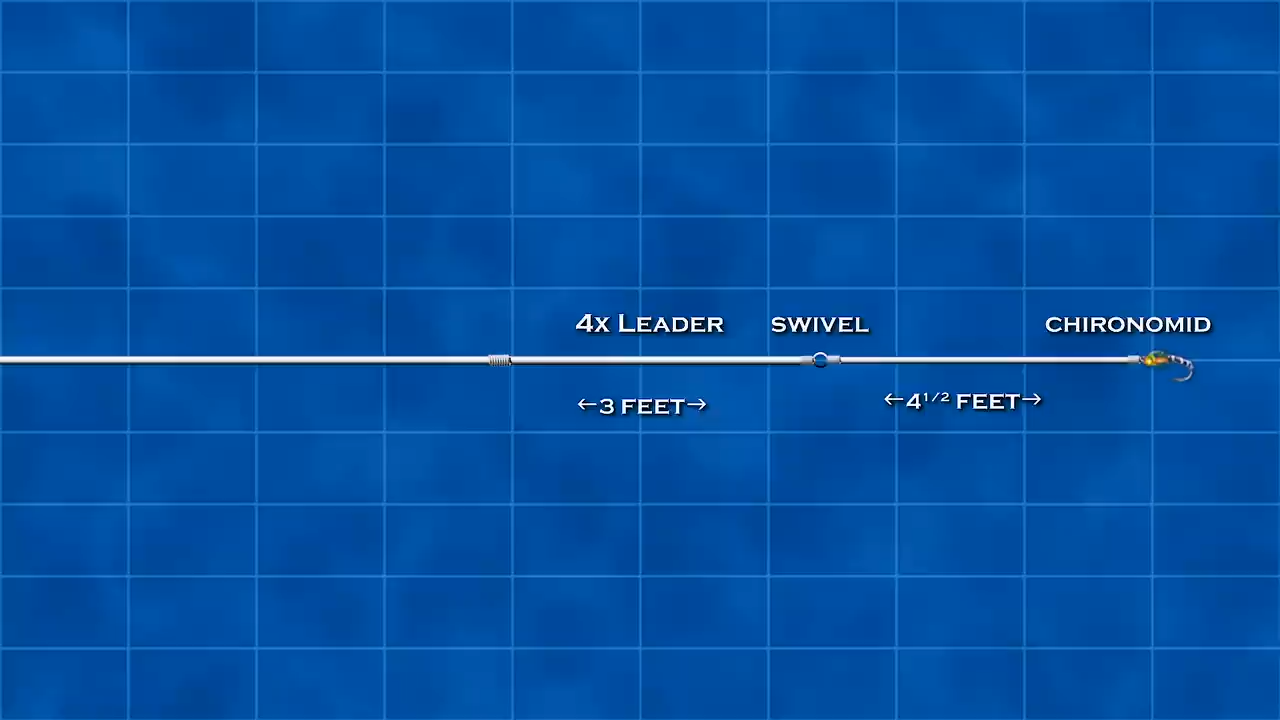 4x Leader swivel chironomid
←3 feet→ ←4 1/2 feet→